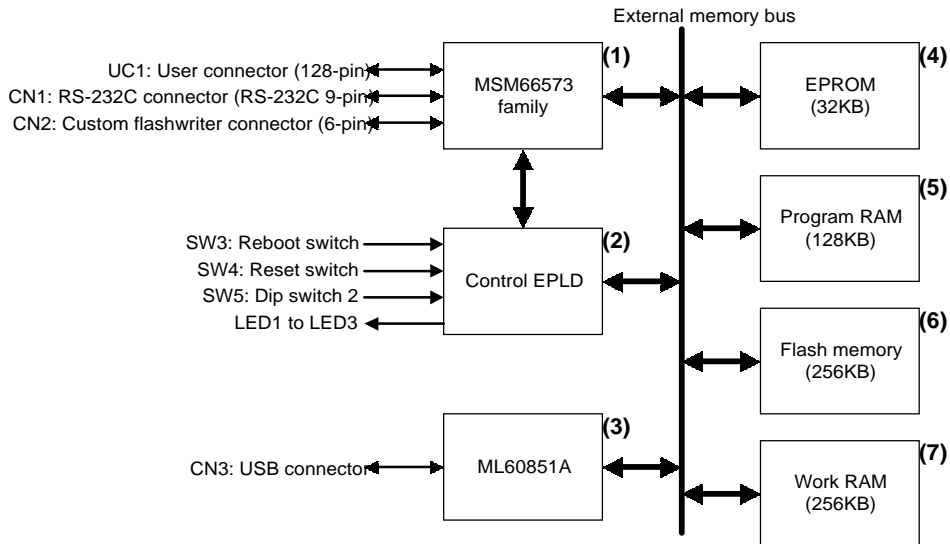 External memory bus
(1)
(4)
UC1: User connector (128-pin)
CN1: RS-232C connector (RS-232C 9-pin)
CN2: Custom flashwriter connector (6-pin)
MSM66573
family
EPROM
(32KB)
(5)
Program RAM
(128KB)
(2)
SW3: Reboot switch
SW4: Reset switch
SW5: Dip switch 2
LED1 to LED3
Control EPLD
(6)
Flash memory
(256KB)
(3)
CN3: USB connector
ML60851A
(7)
Work RAM
(256KB)